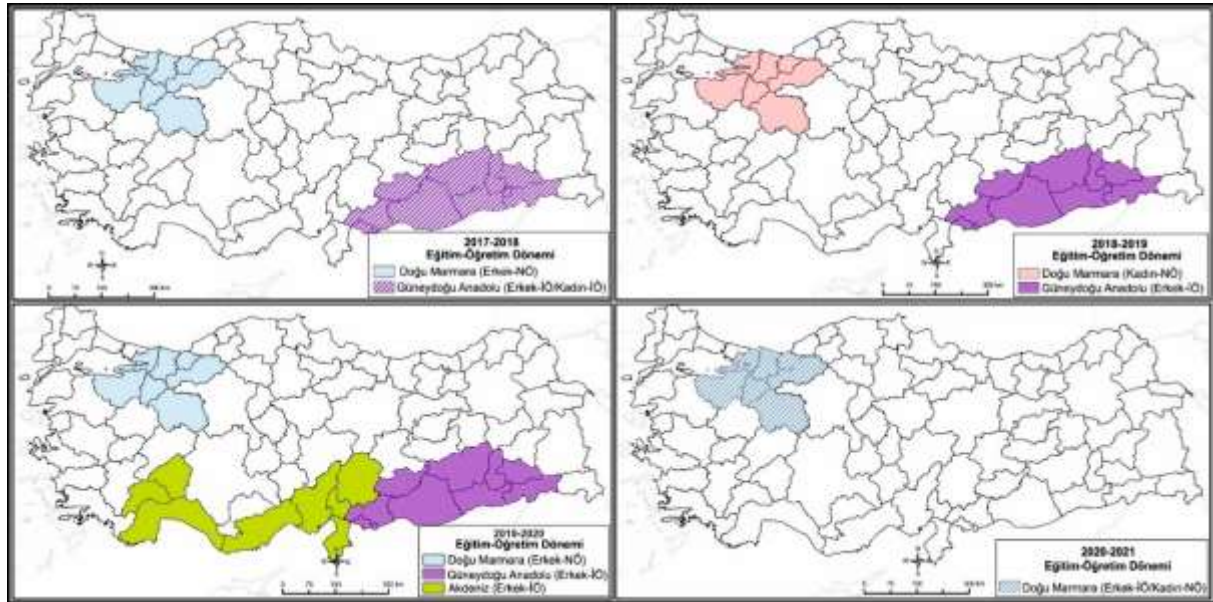 2017-2018
Eğitim-Öğretim Dönemi
Doğu Marmara (Erkek-NÖ)
Güneydoğu Anadolu (Erkek-İÖ/Kadın-İÖ)
2018-2019
Eğitim-Öğretim Dönemi
Doğu Marmara (Kadın-NÖ)
Güneydoğu Anadolu (Erkek-İÖ)
2019-2020
Eğitim-Öğretim Dönemi
Doğu Marmara (Erkek-NÖ)
Güneydoğu Anadolu (Erkek-İÖ)
Akdeniz (Erkek-İÖ)
2020-2021
Eğitim-Öğretim Dönemi
Doğu Marmara (Erkek-İÖ/Kadın-NÖ)